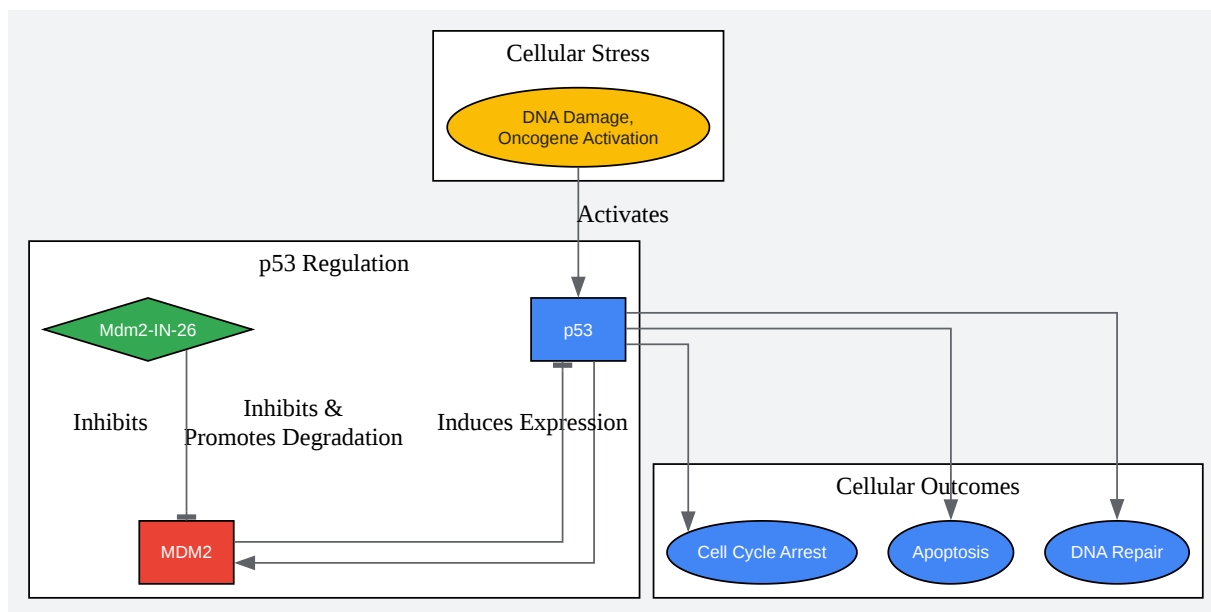 Cellular Stress
DNA Damage,
Oncogene Activation
Activates
p53 Regulation
Mdm2-IN-26
p53
Inhibits
Inhibits &
Promotes Degradation
Induces Expression
MDM2
Cellular Outcomes
Cell Cycle Arrest
Apoptosis
DNA Repair